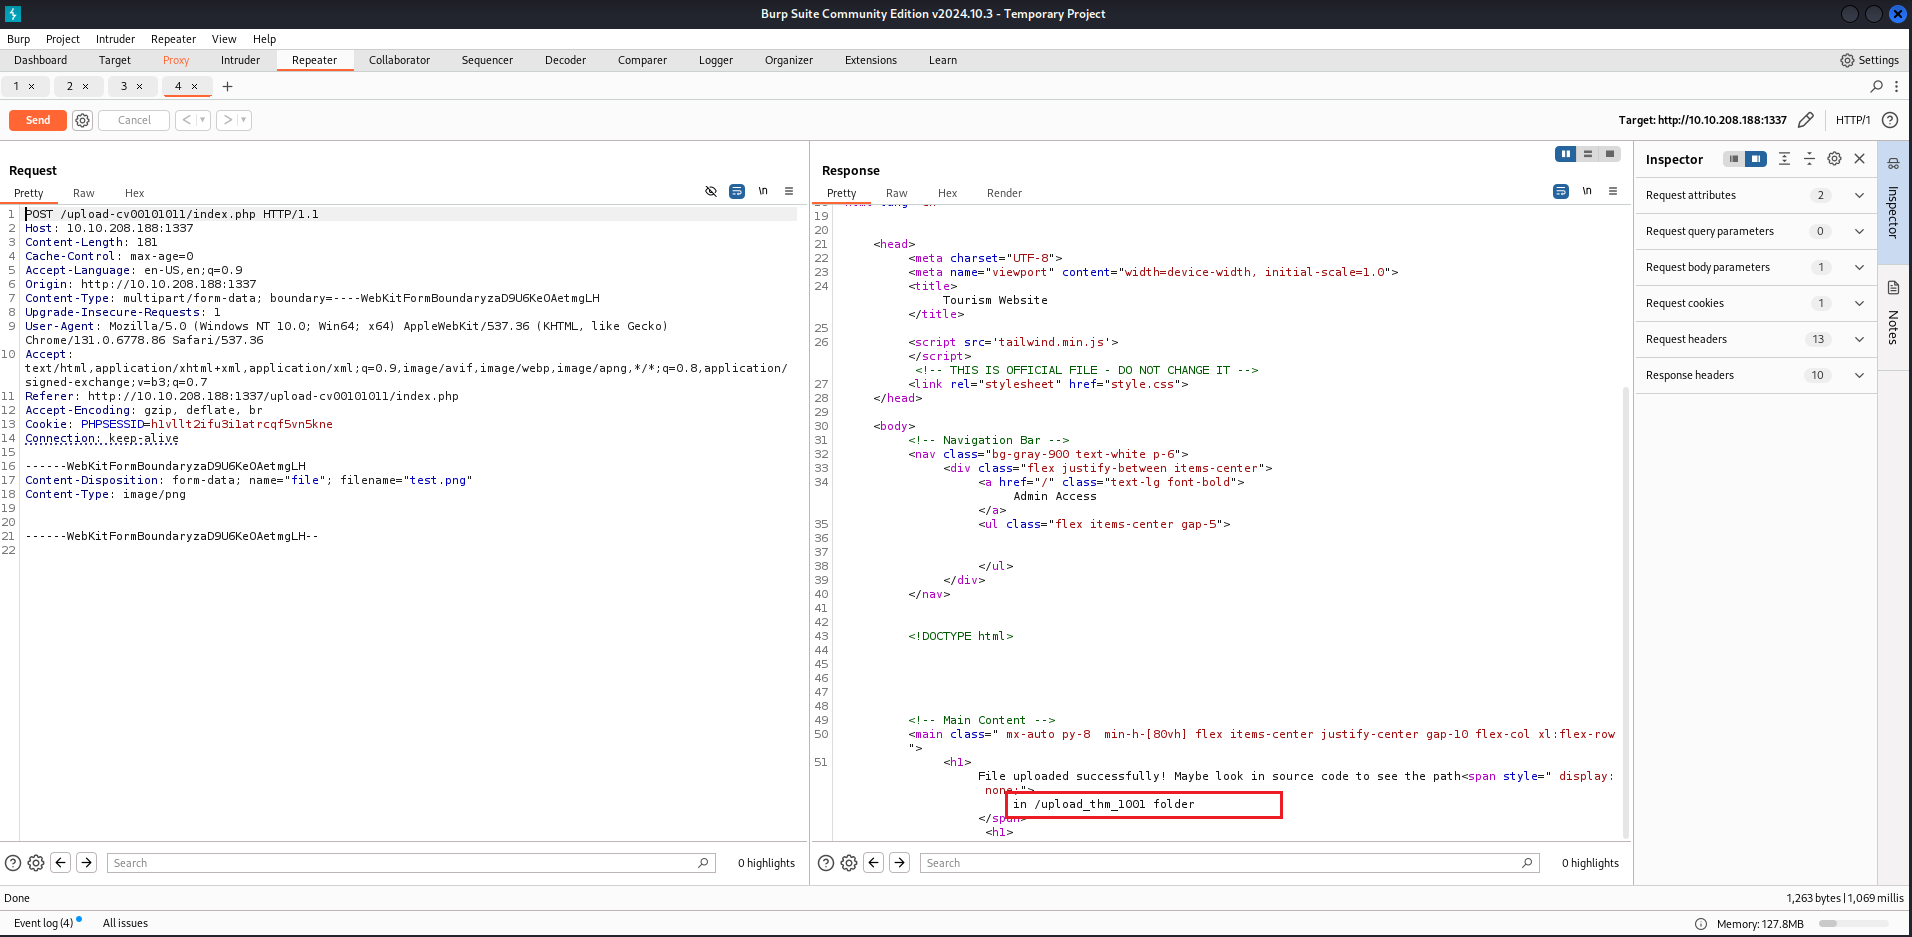 Burp Suite Community Edition v2024.10.3 - Temporary Project
Burp Project Intruder Repeater View Help
Dashboard Target Proxy Intruder Repeater Collaborator Sequencer Decoder Comparer Logger Organizer Extensions Learn Settings
1 × 2 × 3 × 4 × +
Send Cancel < > Target: http://10.10.208.188:1337 HTTP/1
Request
Pretty Raw Hex \n
1 POST /upload-cv00101011/index.php HTTP/1.1
2 Host: 10.10.208.188:1337
3 Content-Length: 181
4 Cache-Control: max-age=0
5 Accept-Language: en-US,en;q=0.9
6 Origin: http://10.10.208.188:1337
7 Content-Type: multipart/form-data; boundary=----WebKitFormBoundaryzaD9U6KeOAetmgLH
8 Upgrade-Insecure-Requests: 1
9 User-Agent: Mozilla/5.0 (Windows NT 10.0; Win64; x64) AppleWebKit/537.36 (KHTML, like Gecko)
Chrome/131.0.6778.86 Safari/537.36
10 Accept:
text/html,application/xhtml+xml,application/xml;q=0.9,image/avif,image/webp,image/apng,*/*;q=0.8,application/
signed-exchange;v=b3;q=0.7
11 Referer: http://10.10.208.188:1337/upload-cv00101011/index.php
12 Accept-Encoding: gzip, deflate, br
13 Cookie: PHPSESSID=h1vllt2ifu3i1atrcqf5vn5kne
14 Connection: keep-alive
15
16 ------WebKitFormBoundaryzaD9U6KeOAetmgLH
17 Content-Disposition: form-data; name="file"; filename="test.png"
18 Content-Type: image/png
19
20
21 ------WebKitFormBoundaryzaD9U6KeOAetmgLH--
22
Search 0 highlights
Response
Pretty Raw Hex Render \n
19
20
21 <head>
22 <meta charset="UTF-8">
23 <meta name="viewport" content="width=device-width, initial-scale=1.0">
24 <title>
Tourism Website
</title>
25
26 <script src='tailwind.min.js'>
</script>
<!-- THIS IS OFFICIAL FILE - DO NOT CHANGE IT -->
27 <link rel="stylesheet" href="style.css">
28 </head>
29
30 <body>
31 <!-- Navigation Bar -->
32 <nav class="bg-gray-900 text-white p-6">
33 <div class="flex justify-between items-center">
34 <a href="/" class="text-lg font-bold">
Admin Access
</a>
35 <ul class="flex items-center gap-5">
36
37
38 </ul>
39 </div>
40 </nav>
41
42
43 <!DOCTYPE html>
44
45
46
47
48
49 <!-- Main Content -->
50 <main class=" mx-auto py-8  min-h-[80vh] flex items-center justify-center gap-10 flex-col xl:flex-row
">
51 <h1>
File uploaded successfully! Maybe look in source code to see the path<span style=" display:
none;">
in /upload_thm_1001 folder
</span>
<h1>
Search 0 highlights
Inspector
Request attributes 2
Request query parameters 0
Request body parameters 1
Request cookies 1
Request headers 13
Response headers 10
Inspector
Notes
Done 1,263 bytes | 1,069 millis
Event log (4) All issues Memory: 127.8MB